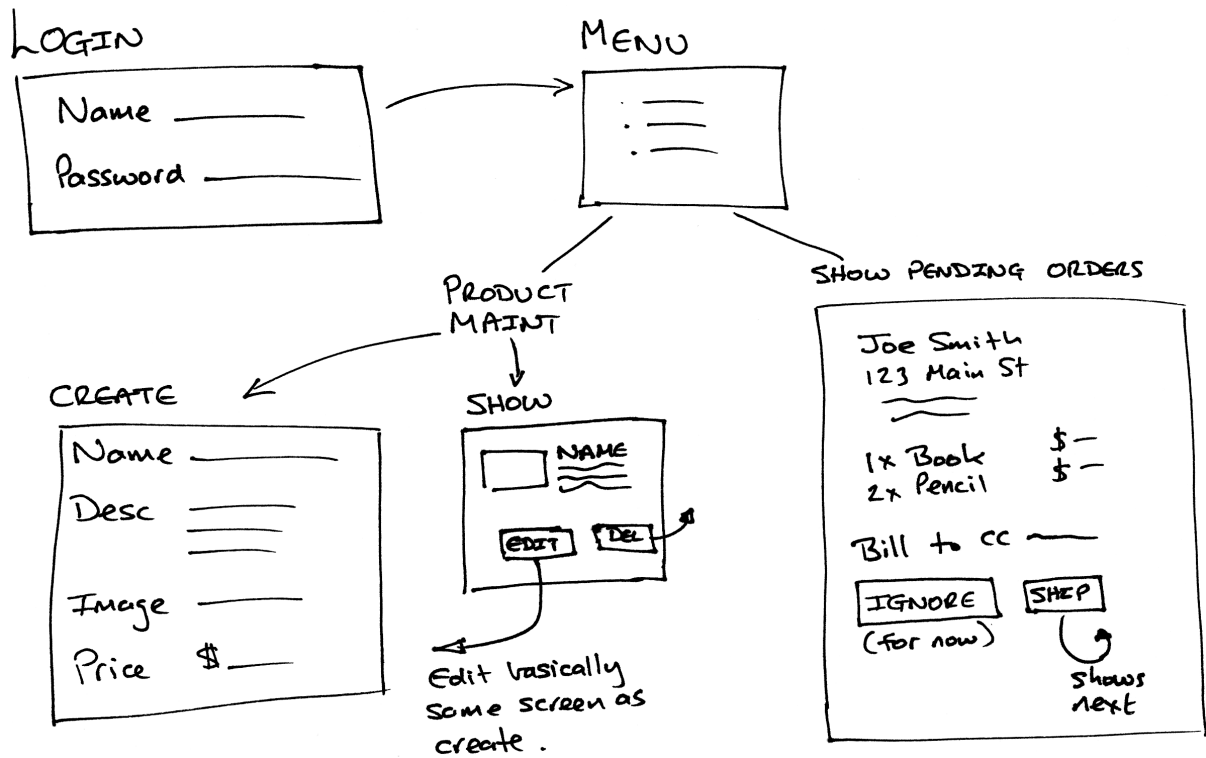 LOGIN
Name
Password
MENU
PRODUCT
MAINT
CREATE
Name
Desc
Image
Price $
SHOW
NAME
EDIT DEL
Edit basically
same screen as
create.
SHOW PENDING ORDERS
Joe Smith
123 Main St
1x Book $
2x Pencil $
Bill to CC
IGNORE SHIP
(for now)
shows
next